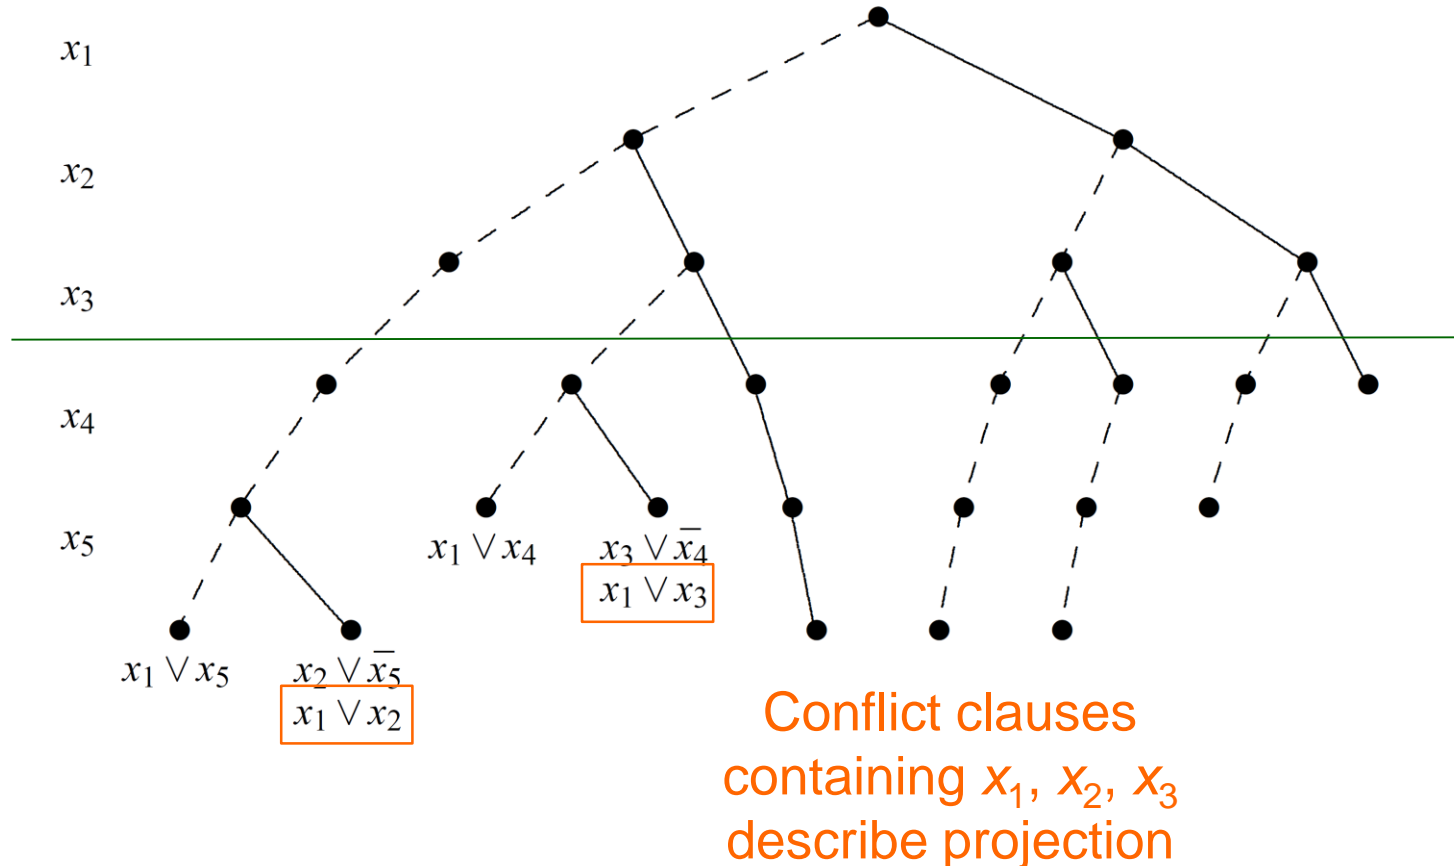 x₁
x₂
x₃
x₄
x₅
x₁ ∨ x₄
x₃ ∨ x̄₄
x₁ ∨ x₃
x₁ ∨ x₅
x₂ ∨ x̄₅
x₁ ∨ x₂
Conflict clauses
containing x₁, x₂, x₃
describe projection